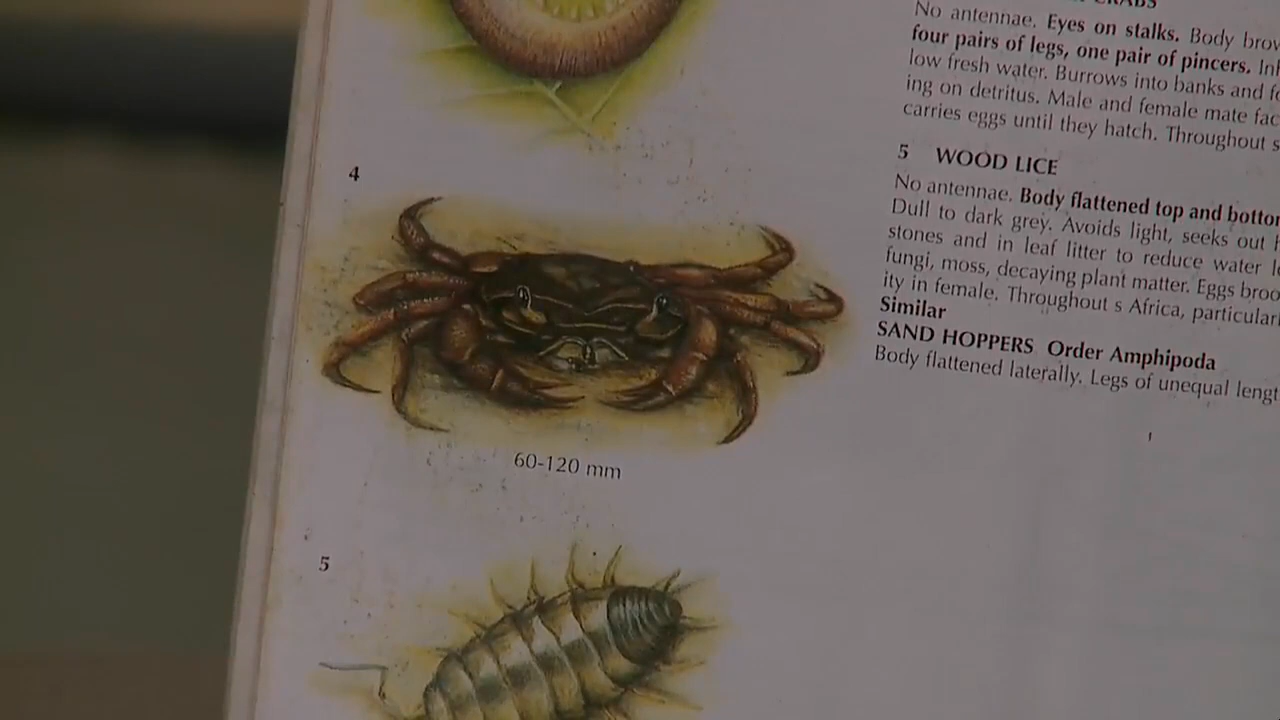 CRABS
No antennae. Eyes on stalks. Body brow
four pairs of legs, one pair of pincers. Inh
low fresh water. Burrows into banks and fo
ing on detritus. Male and female mate fac
carries eggs until they hatch. Throughout s
4
5 WOOD LICE
No antennae. Body flattened top and bottom
Dull to dark grey. Avoids light, seeks out h
stones and in leaf litter to reduce water lo
fungi, moss, decaying plant matter. Eggs broo
ity in female. Throughout s Africa, particularl
Similar
SAND HOPPERS Order Amphipoda
Body flattened laterally. Legs of unequal lengt
60-120 mm
5